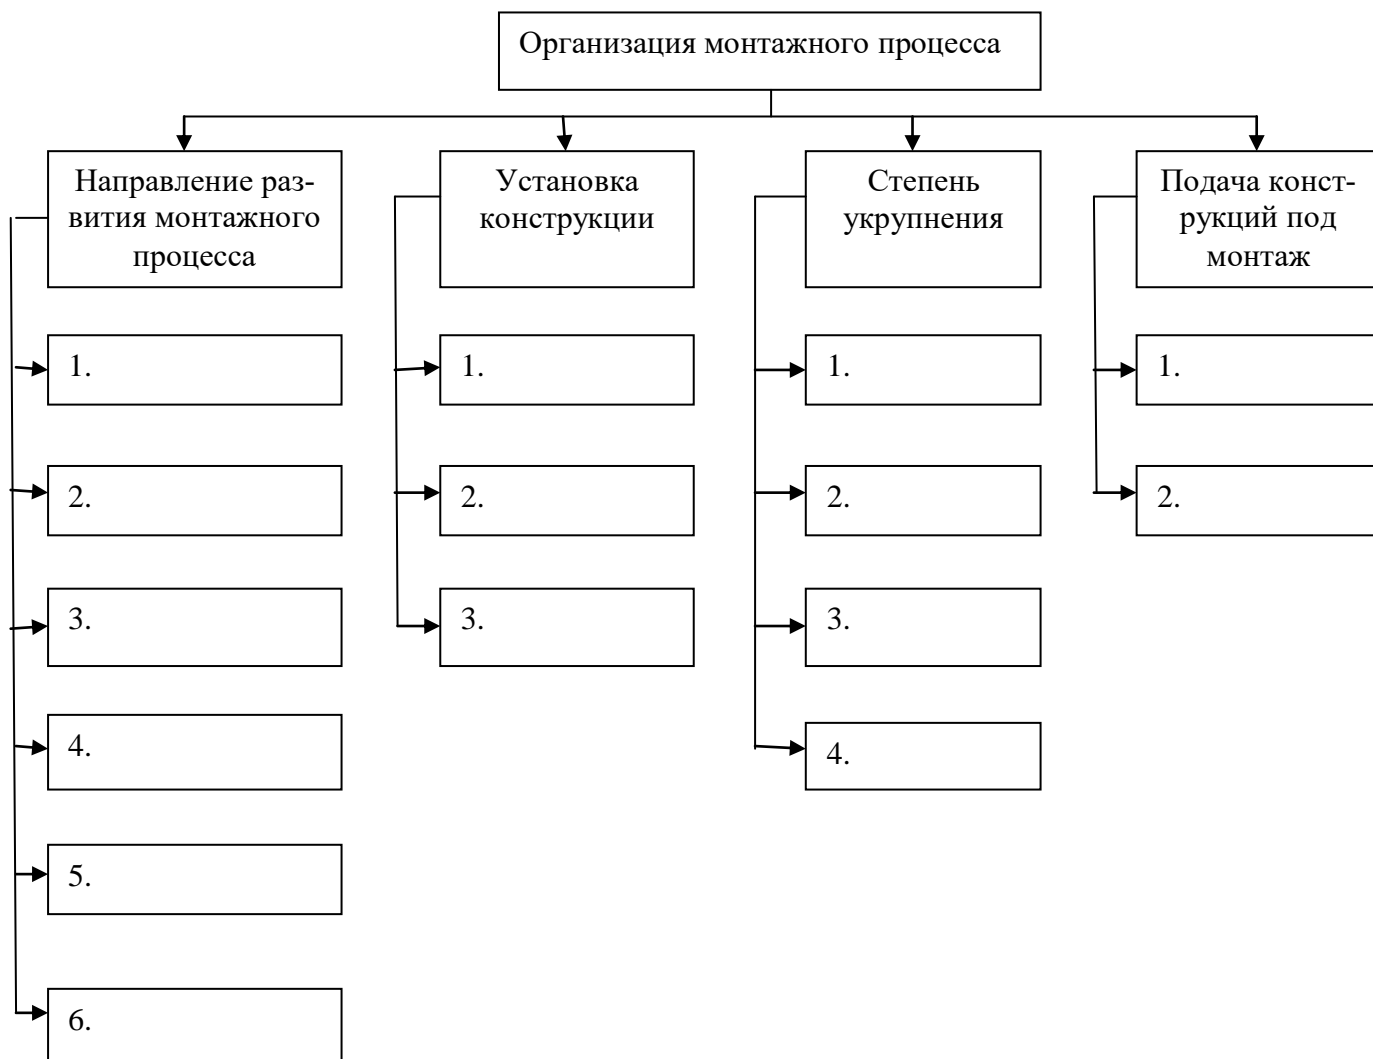 Организация монтажного процесса
Направление раз-
вития монтажного
процесса
Установка
конструкции
Степень
укрупнения
Подача конст-
рукций под
монтаж
1.
1.
1.
1.
2.
2.
2.
2.
3.
3.
3.
4.
4.
5.
6.